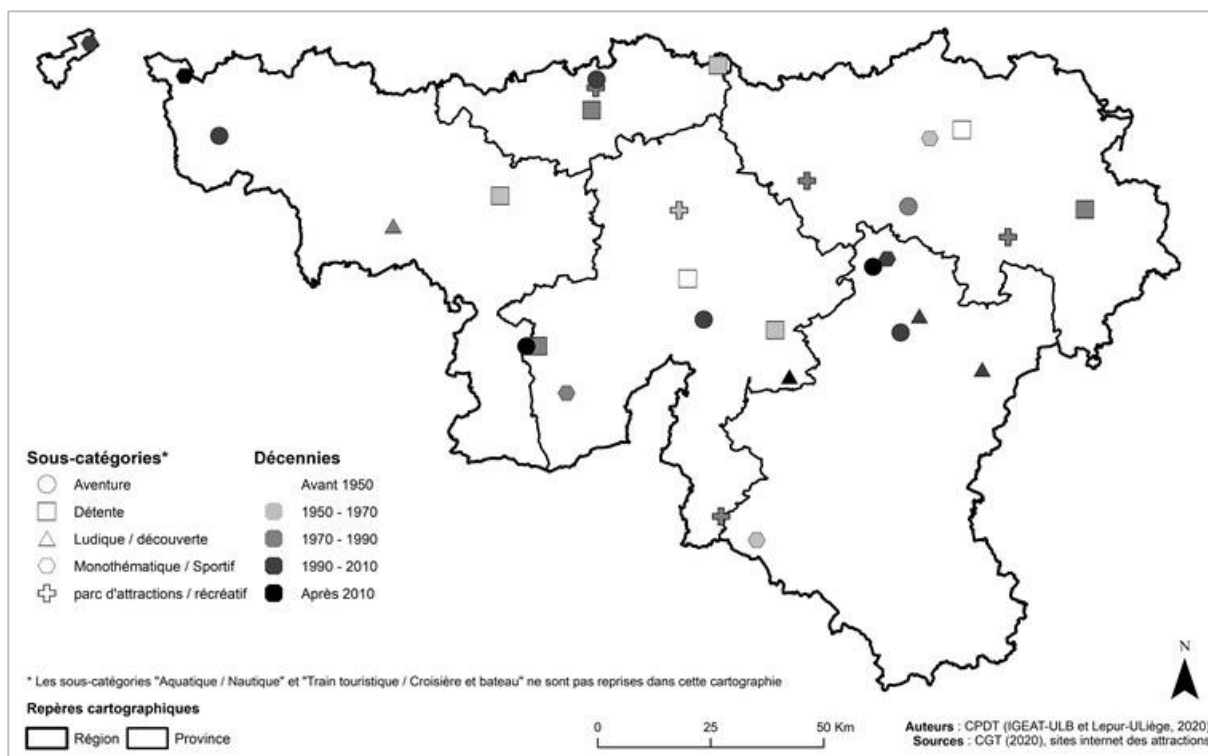 Sous-catégories*
Aventure
Détente
Ludique / découverte
Monothématique / Sportif
parc d'attractions / récréatif
Décennies
Avant 1950
1950 - 1970
1970 - 1990
1990 - 2010
Après 2010
* Les sous-catégories "Aquatique / Nautique" et "Train touristique / Croisière et bateau" ne sont pas reprises dans cette cartographie
Repères cartographiques
Région
Province
0 25 50 Km
N
Auteurs : CPDT (IGEAT-ULB et Lepur-ULiège, 2020)
Sources : CGT (2020), sites internet des attractions